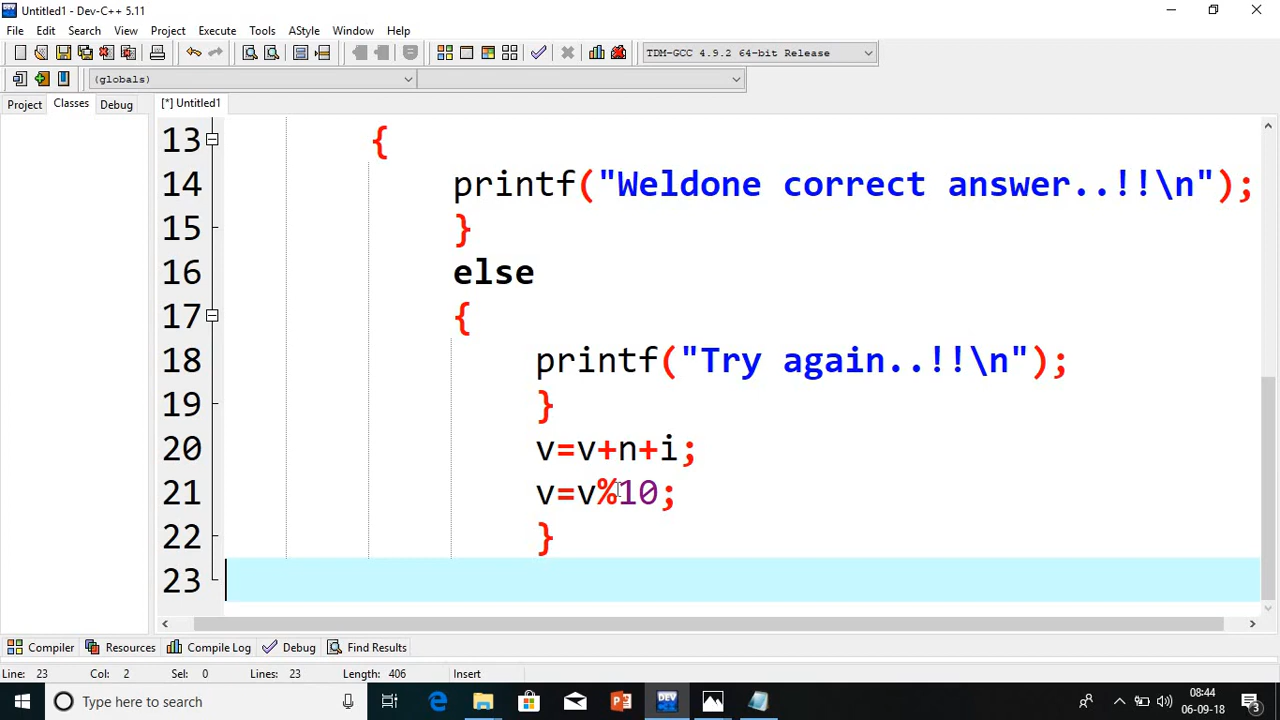 Untitled1 - Dev-C++ 5.11
File Edit Search View Project Execute Tools AStyle Window Help
TDM-GCC 4.9.2 64-bit Release
(globals)
Project Classes Debug [*] Untitled1
13 {
14 printf("Weldone correct answer..!!\n");
15 }
16 else
17 {
18 printf("Try again..!!\n");
19 }
20 v=v+n+i;
21 v=v%10;
22 }
23
Compiler Resources Compile Log Debug Find Results
Line: 23 Col: 2 Sel: 0 Lines: 23 Length: 406 Insert
Type here to search DEV 08:44
06-09-18 3